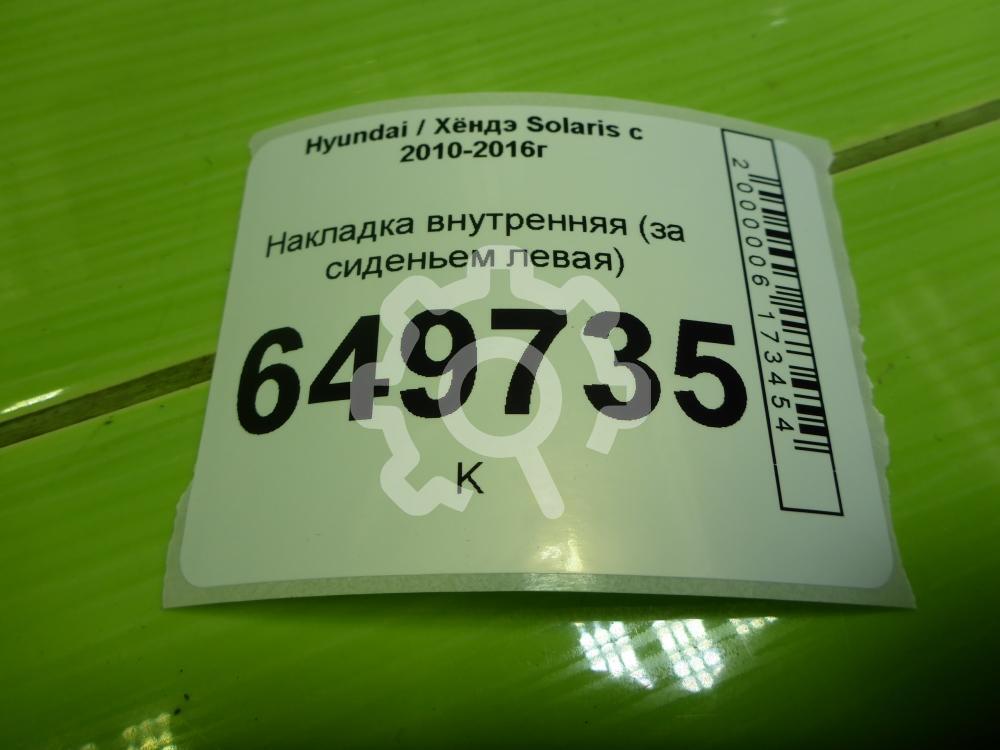 Hyundai / Хёндэ Solaris с
2010-2016г
Накладка внутренняя (за
сиденьем левая)
649735
К
2000006173454